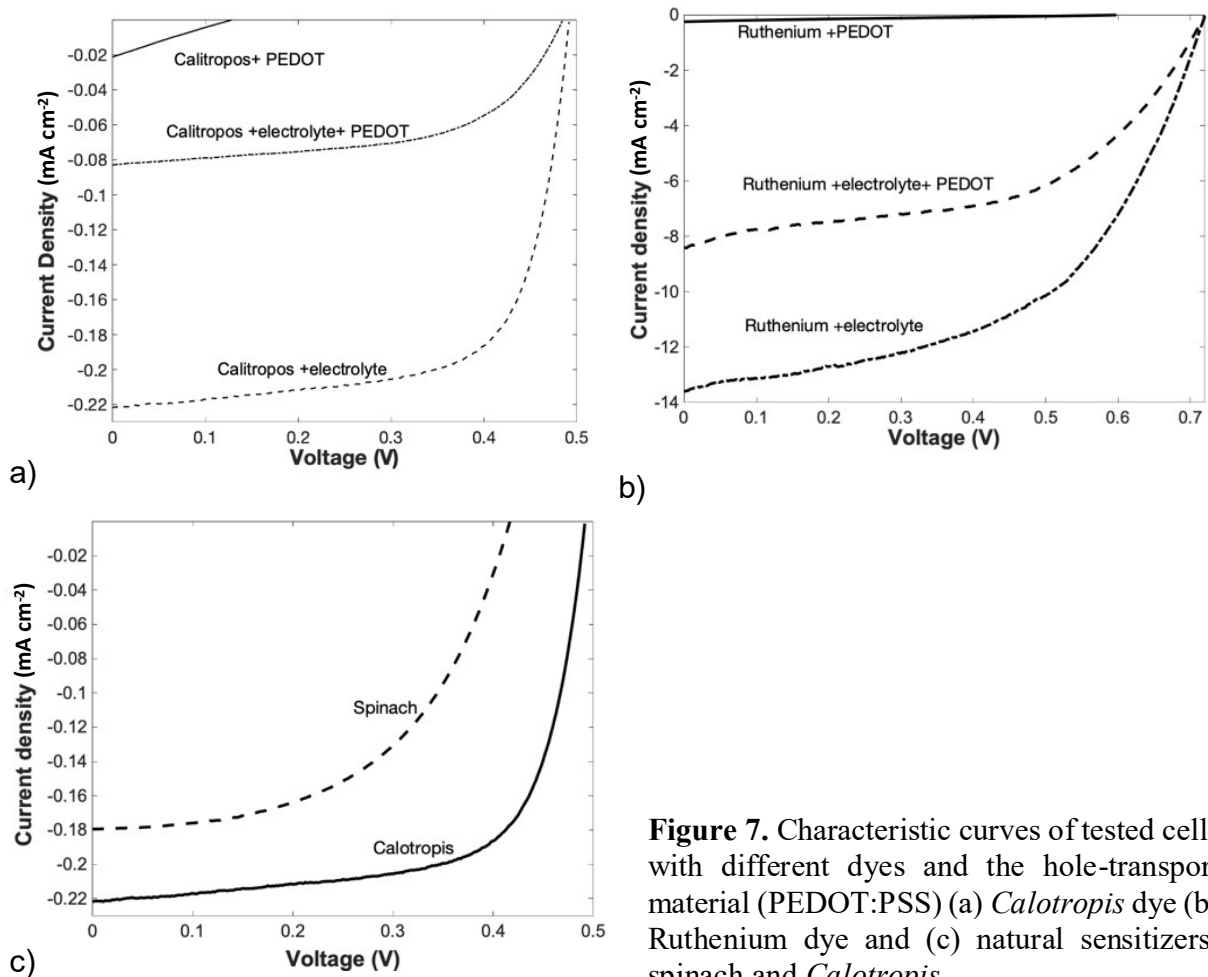 Current Density (mA cm-2)
-0.02
-0.04
-0.06
-0.08
-0.1
-0.12
-0.14
-0.16
-0.18
-0.2
-0.22
Calitropos+ PEDOT
Calitropos +electrolyte+ PEDOT
Calitropos +electrolyte
0 0.1 0.2 0.3 0.4 0.5
Voltage (V)
a)
Current density (mA cm-2)
0
-2
-4
-6
-8
-10
-12
-14
Ruthenium +PEDOT
Ruthenium +electrolyte+ PEDOT
Ruthenium +electrolyte
0 0.1 0.2 0.3 0.4 0.5 0.6 0.7
Voltage (V)
b)
Current density (mA cm-2)
-0.02
-0.04
-0.06
-0.08
-0.1
-0.12
-0.14
-0.16
-0.18
-0.2
-0.22
Spinach
Calotropis
0 0.1 0.2 0.3 0.4 0.5
Voltage (V)
c)
Figure 7. Characteristic curves of tested cell
with different dyes and the hole-transpor
material (PEDOT:PSS) (a) Calotropis dye (b
Ruthenium dye and (c) natural sensitizers
spinach and Calotropis